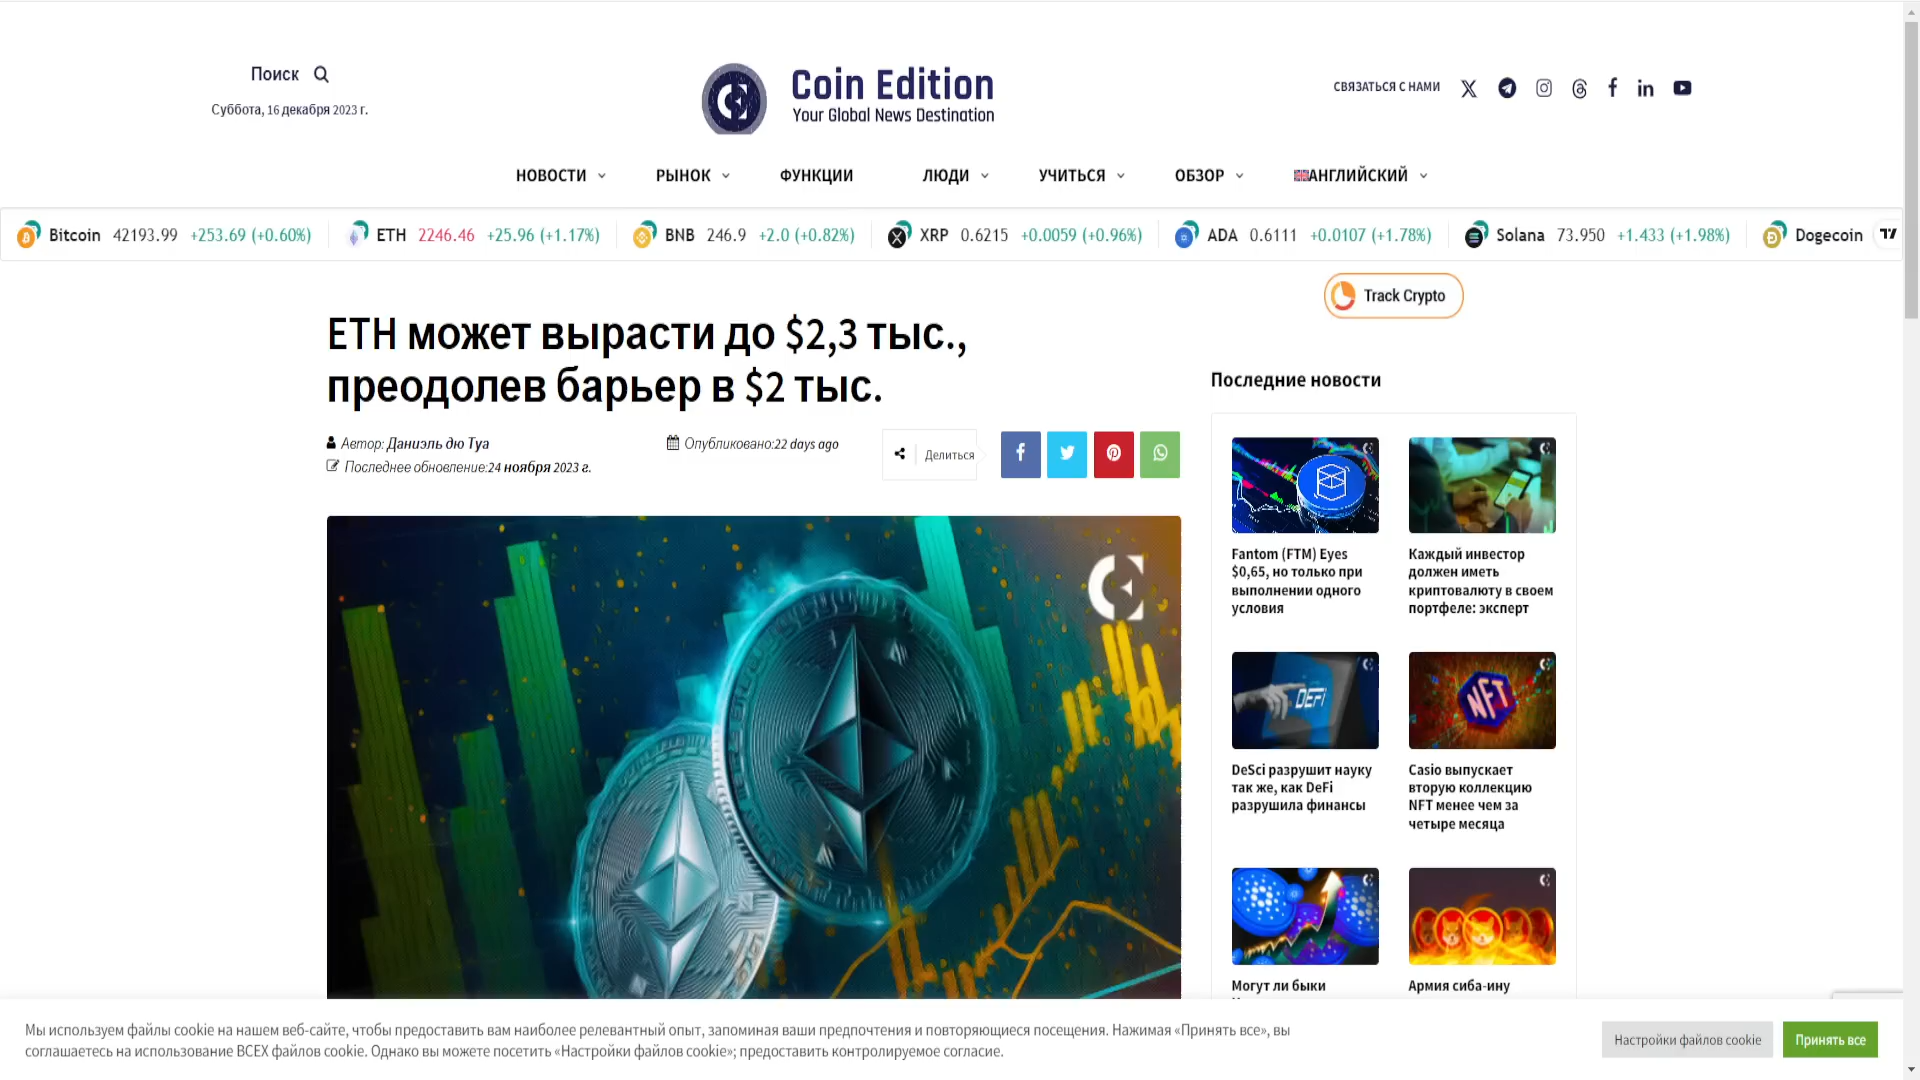 Поиск
Суббота, 16 декабря 2023 г.
Coin Edition
Your Global News Destination
СВЯЗАТЬСЯ С НАМИ
НОВОСТИ
РЫНОК
ФУНКЦИИ
ЛЮДИ
УЧИТЬСЯ
ОБЗОР
АНГЛИЙСКИЙ
Bitcoin 42193.99 +253.69 (+0.60%)
ETH 2246.46 +25.96 (+1.17%)
BNB 246.9 +2.0 (+0.82%)
XRP 0.6215 +0.0059 (+0.96%)
ADA 0.6111 +0.0107 (+1.78%)
Solana 73.950 +1.433 (+1.98%)
Dogecoin
Track Crypto
ETH может вырасти до $2,3 тыс.,
преодолев барьер в $2 тыс.
Автор: Даниэль дю Туа
Опубликовано:22 days ago
Последнее обновление:24 ноября 2023 г.
Делиться
Последние новости
Fantom (FTM) Eyes
$0,65, но только при
выполнении одного
условия
Каждый инвестор
должен иметь
криптовалюту в своем
портфеле: эксперт
DEFI
NFT
DeSci разрушит науку
так же, как DeFi
разрушила финансы
Casio выпускает
вторую коллекцию
NFT менее чем за
четыре месяца
Могут ли быки
Армия сиба-ину
Мы используем файлы cookie на нашем веб-сайте, чтобы предоставить вам наиболее релевантный опыт, запоминая ваши предпочтения и повторяющиеся посещения. Нажимая «Принять все», вы
соглашаетесь на использование ВСЕХ файлов cookie. Однако вы можете посетить «Настройки файлов cookie»; предоставить контролируемое согласие.
Настройки файлов cookie
Принять все